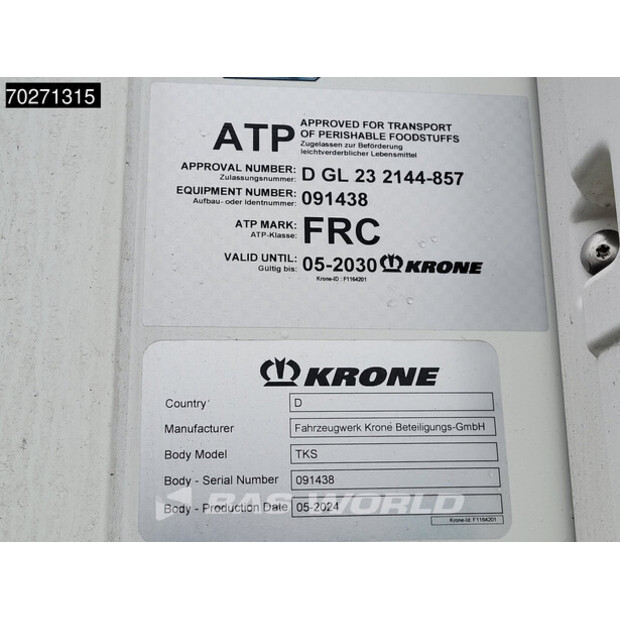 70271315
ATP APPROVED FOR TRANSPORT
OF PERISHABLE FOODSTUFFS
Zugelassen zur Beförderung
leichtverderblicher Lebensmittel
APPROVAL NUMBER: D GL 23 2144-857
Zulassungsnummer:
EQUIPMENT NUMBER: 091438
Aufbau- oder Identnummer:
ATP MARK: FRC
ATP-Klasse:
VALID UNTIL: 05-2030 KRONE
Gültig bis:
Krone-ID : F1164201
KRONE
Country D
Manufacturer Fahrzeugwerk Krone Beteiligungs-GmbH
Body Model TKS
Body - Serial Number 091438
BAS WORLD
Body - Production Date 05-2024
Krone-Id: F1164201